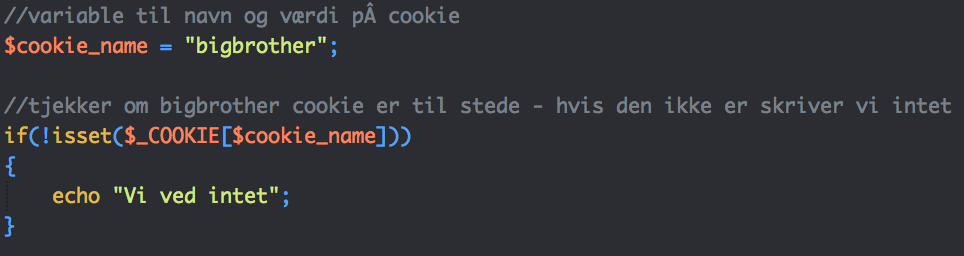 //variable til navn og værdi pÂ cookie
$cookie_name = "bigbrother";
//tjekker om bigbrother cookie er til stede - hvis den ikke er skriver vi intet
if(!isset($_COOKIE[$cookie_name]))
{
    echo "Vi ved intet";
}